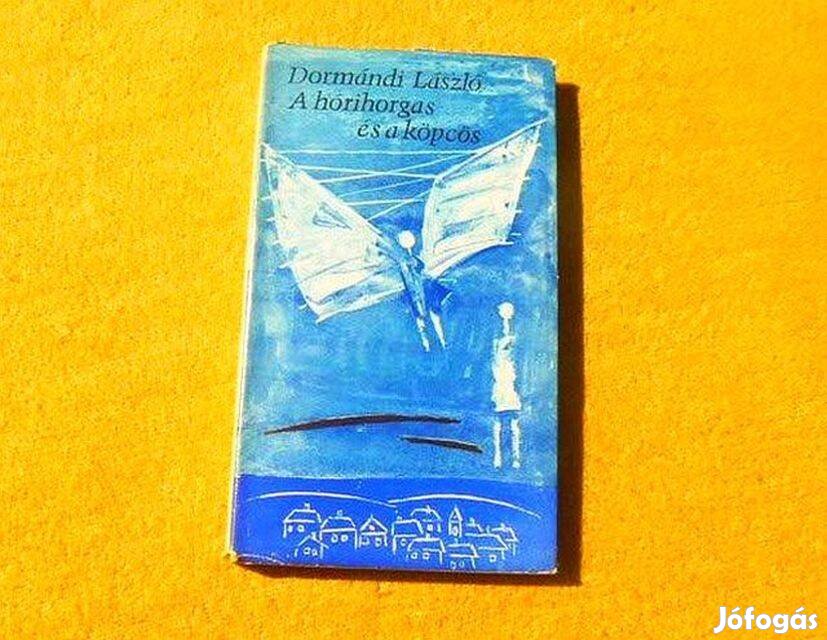 Dormándi László
A hórihorgas
és a köpcös
Jófogás